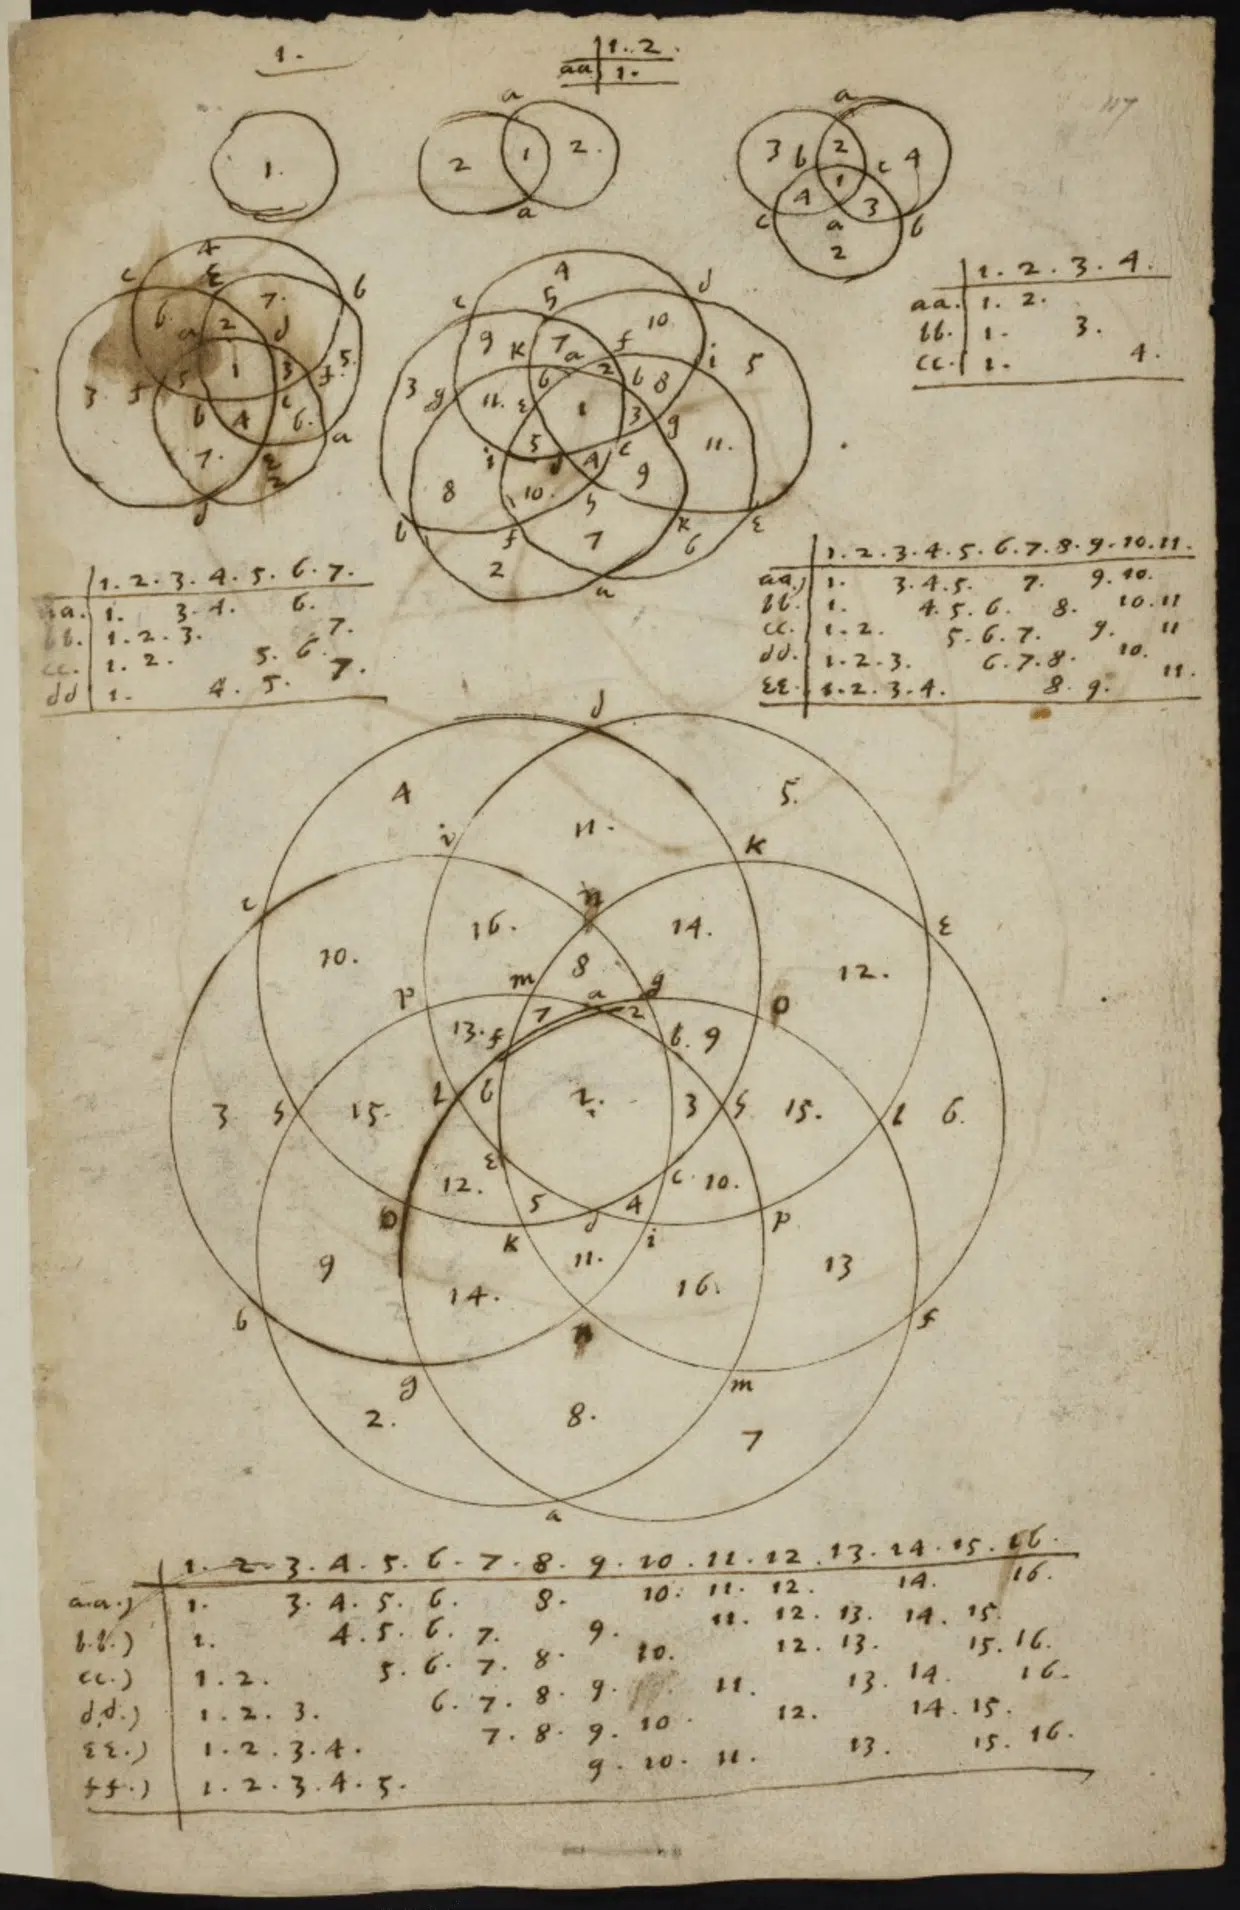 1.
1. 2.
aa 1.
117
1.
a
2 1 2.
a
a
3 b 2 c 4
1
4 3
c a b
2
1. 2. 3. 4.
aa. 1. 2.
bb. 1. 3.
cc. 1. 4.
4
c ε b
7.
6. a 2 d
3. f 5 1 3 f. 5.
b 4 c 6. a
7. ε
2
d
4
c h d
9 k 7 a f 10. i 5
3 g 11. ε 6 2 b 8
1 3 g 11.
i 5 d 4 c 9
8 10. h
b f 7 k 6 ε
2 a
1. 2. 3. 4. 5. 6. 7.
aa. 1. 3. 4. 6.
bb. 1. 2. 3. 7.
cc. 1. 2. 5. 6.
dd 1. 4. 5. 7.
1. 2. 3. 4. 5. 6. 7. 8. 9. 10. 11.
aa. 1. 3. 4. 5. 7. 9. 10.
bb. 1. 4. 5. 6. 8. 10. 11
cc. 1. 2. 5. 6. 7. 9. 11
dd. 1. 2. 3. 6. 7. 8. 10.
εε. 1. 2. 3. 4. 8. 9. 11.
d
4 5.
i 11. k
c n ε
16. 14.
10. 8 12.
p m a g o
7 2
13. f b. 9
l 6 1.
3 h 15. 3 h 15. l 6.
ε c. 10.
12. 5 4
o d p
k i
9 11. 13
14. 16.
b n f
g m
2. 8. 7
a
1. 2. 3. 4. 5. 6. 7. 8. 9. 10. 11. 12. 13. 14. 15. 16.
a.a.) 1. 3. 4. 5. 6. 8. 10. 11. 12. 14. 16.
b.b.) 1. 4. 5. 6. 7. 9. 11. 12. 13. 14. 15.
cc.) 1. 2. 5. 6. 7. 8. 10. 12. 13. 15. 16.
d.d.) 1. 2. 3. 6. 7. 8. 9. 11. 13. 14. 16.
εε.) 1. 2. 3. 4. 7. 8. 9. 10. 12. 14. 15.
ff.) 1. 2. 3. 4. 5. 9. 10. 11. 13. 15. 16.